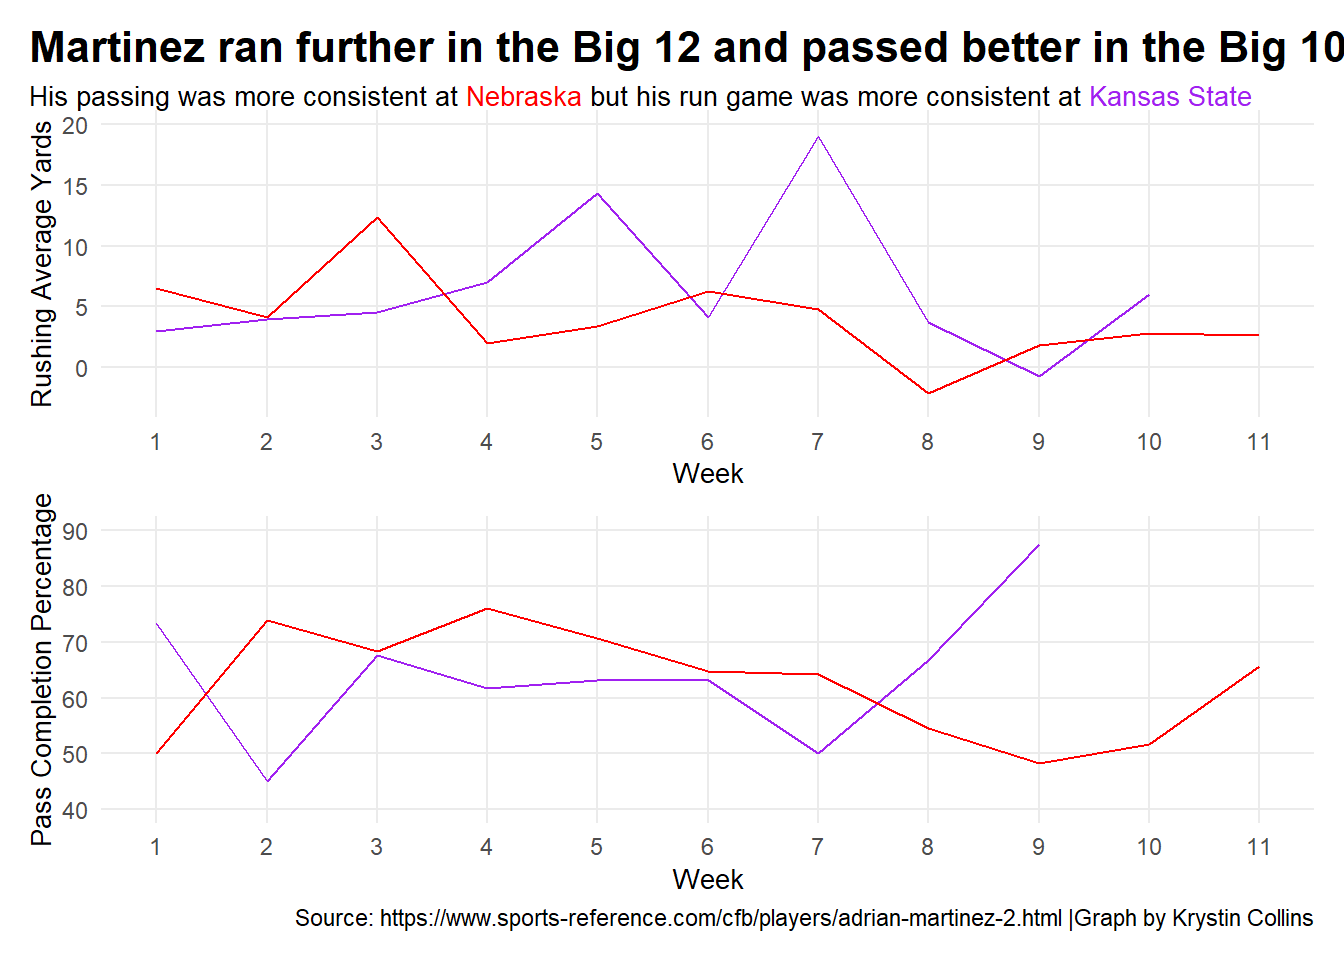 Martinez ran further in the Big 12 and passed better in the Big 10
His passing was more consistent at Nebraska but his run game was more consistent at Kansas State
Rushing Average Yards
20
15
10
5
0
1 2 3 4 5 6 7 8 9 10 11
Week
Pass Completion Percentage
90
80
70
60
50
40
1 2 3 4 5 6 7 8 9 10 11
Week
Source: https://www.sports-reference.com/cfb/players/adrian-martinez-2.html |Graph by Krystin Collins